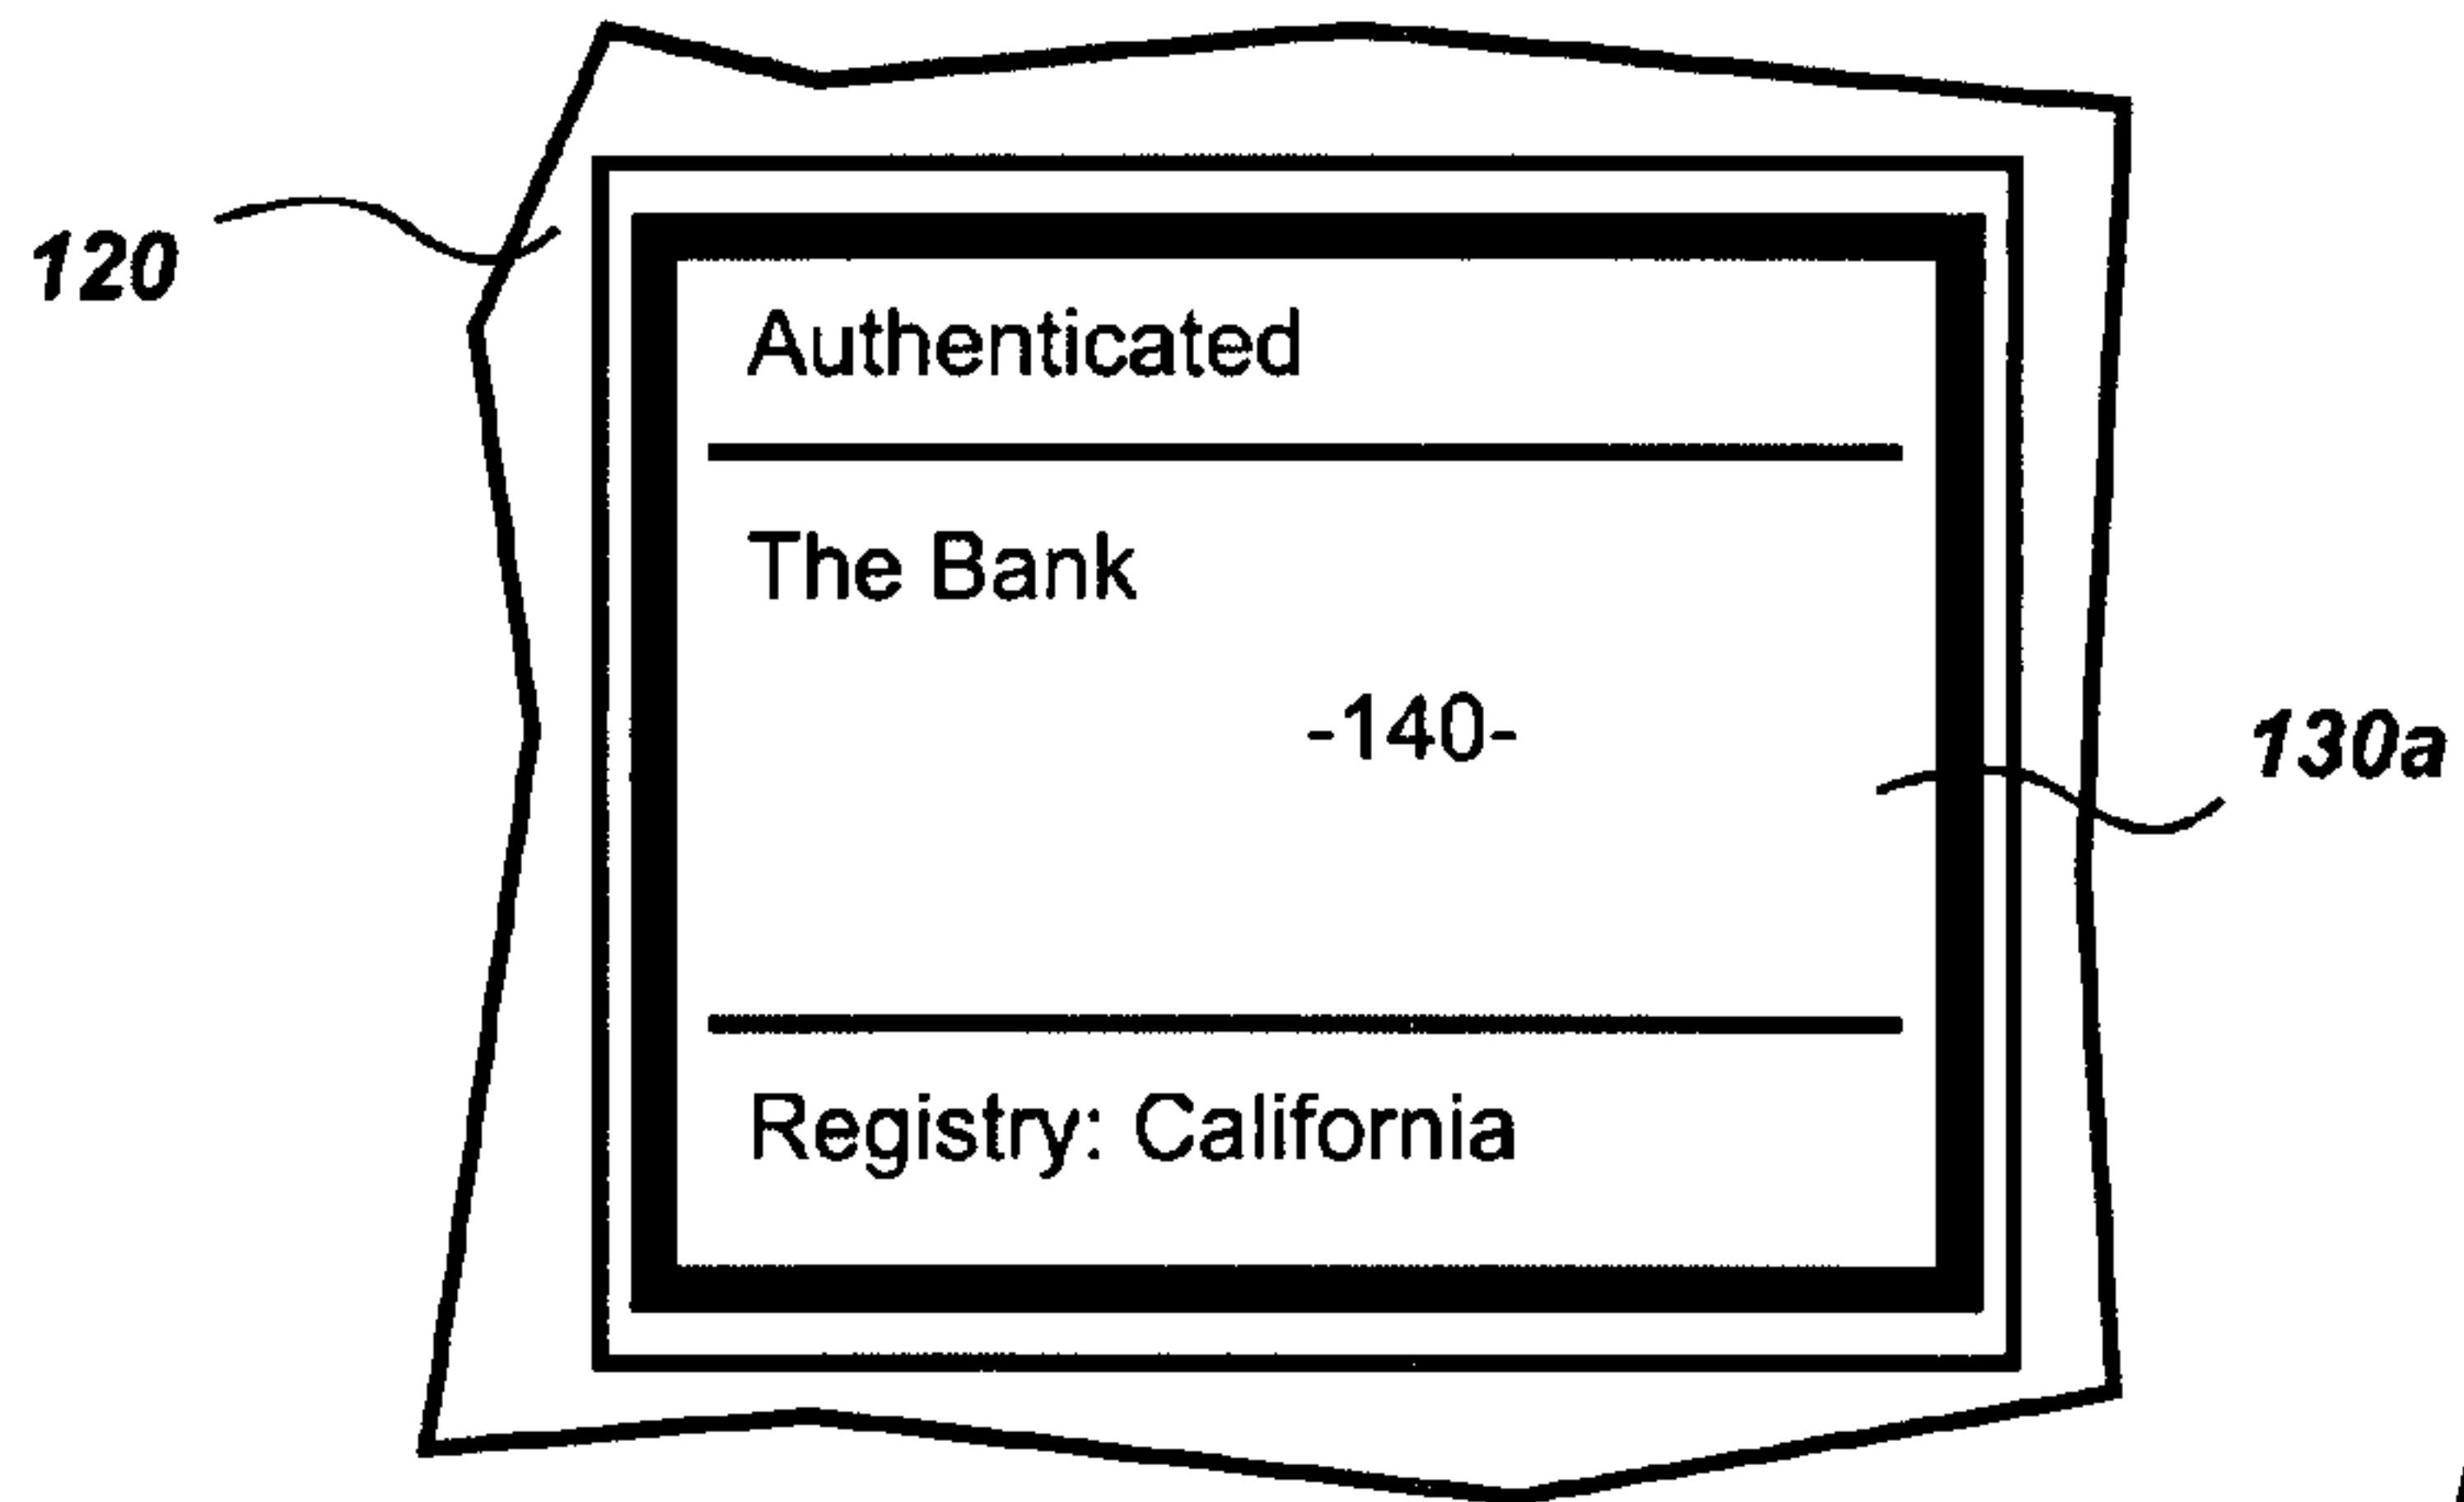 120
Authenticated
The Bank
-140-
130a
Registry: California